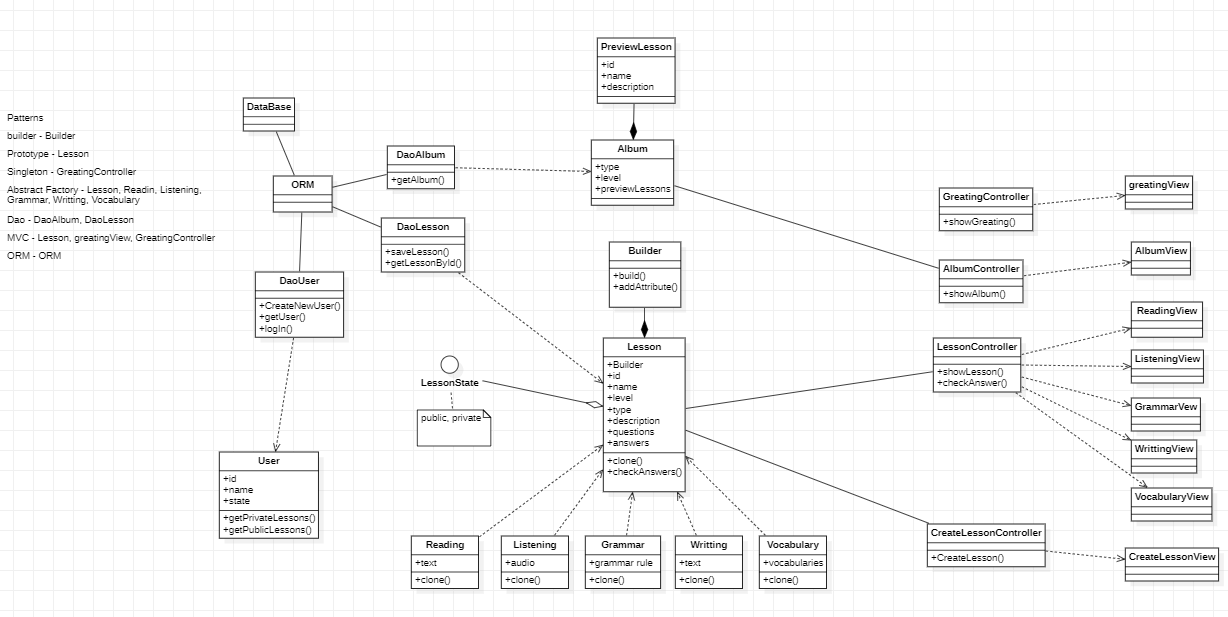 Patterns
builder - Builder
Prototype - Lesson
Singleton - GreatingController
Abstract Factory - Lesson, Readin, Listening,
Grammar, Writting, Vocabulary
Dao - DaoAlbum, DaoLesson
MVC - Lesson, greatingView, GreatingController
ORM - ORM
DataBase
ORM
DaoAlbum
+getAlbum()
DaoLesson
+saveLesson()
+getLessonById()
DaoUser
+CreateNewUser()
+getUser()
+logIn()
User
+id
+name
+state
+getPrivateLessons()
+getPublicLessons()
PreviewLesson
+id
+name
+description
Album
+type
+level
+previewLessons
Builder
+build()
+addAttribute()
LessonState
public, private
Lesson
+Builder
+id
+name
+level
+type
+description
+questions
+answers
+clone()
+checkAnswers()
Reading
+text
+clone()
Listening
+audio
+clone()
Grammar
+grammar rule
+clone()
Writting
+text
+clone()
Vocabulary
+vocabularies
+clone()
GreatingController
+showGreating()
greatingView
AlbumController
+showAlbum()
AlbumView
LessonController
+showLesson()
+checkAnswer()
ReadingView
ListeningView
GrammarVew
WrittingView
VocabularyView
CreateLessonController
+CreateLesson()
CreateLessonView